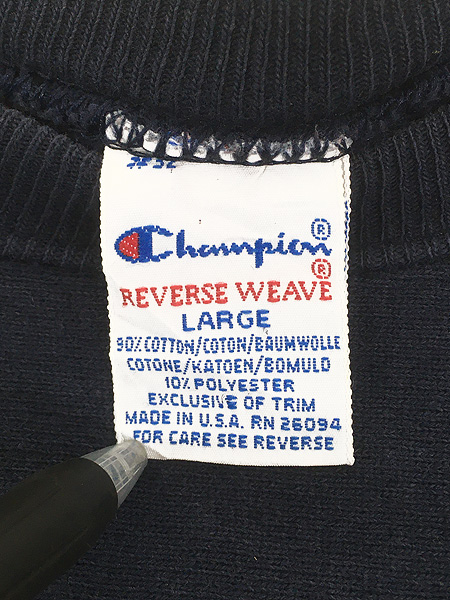 #32
Champion®
REVERSE WEAVE®
LARGE
90% COTTON/COTON/BAUMWOLLE
COTONE/KATOEN/BOMULD
10% POLYESTER
EXCLUSIVE OF TRIM
MADE IN U.S.A. RN 26094
FOR CARE SEE REVERSE